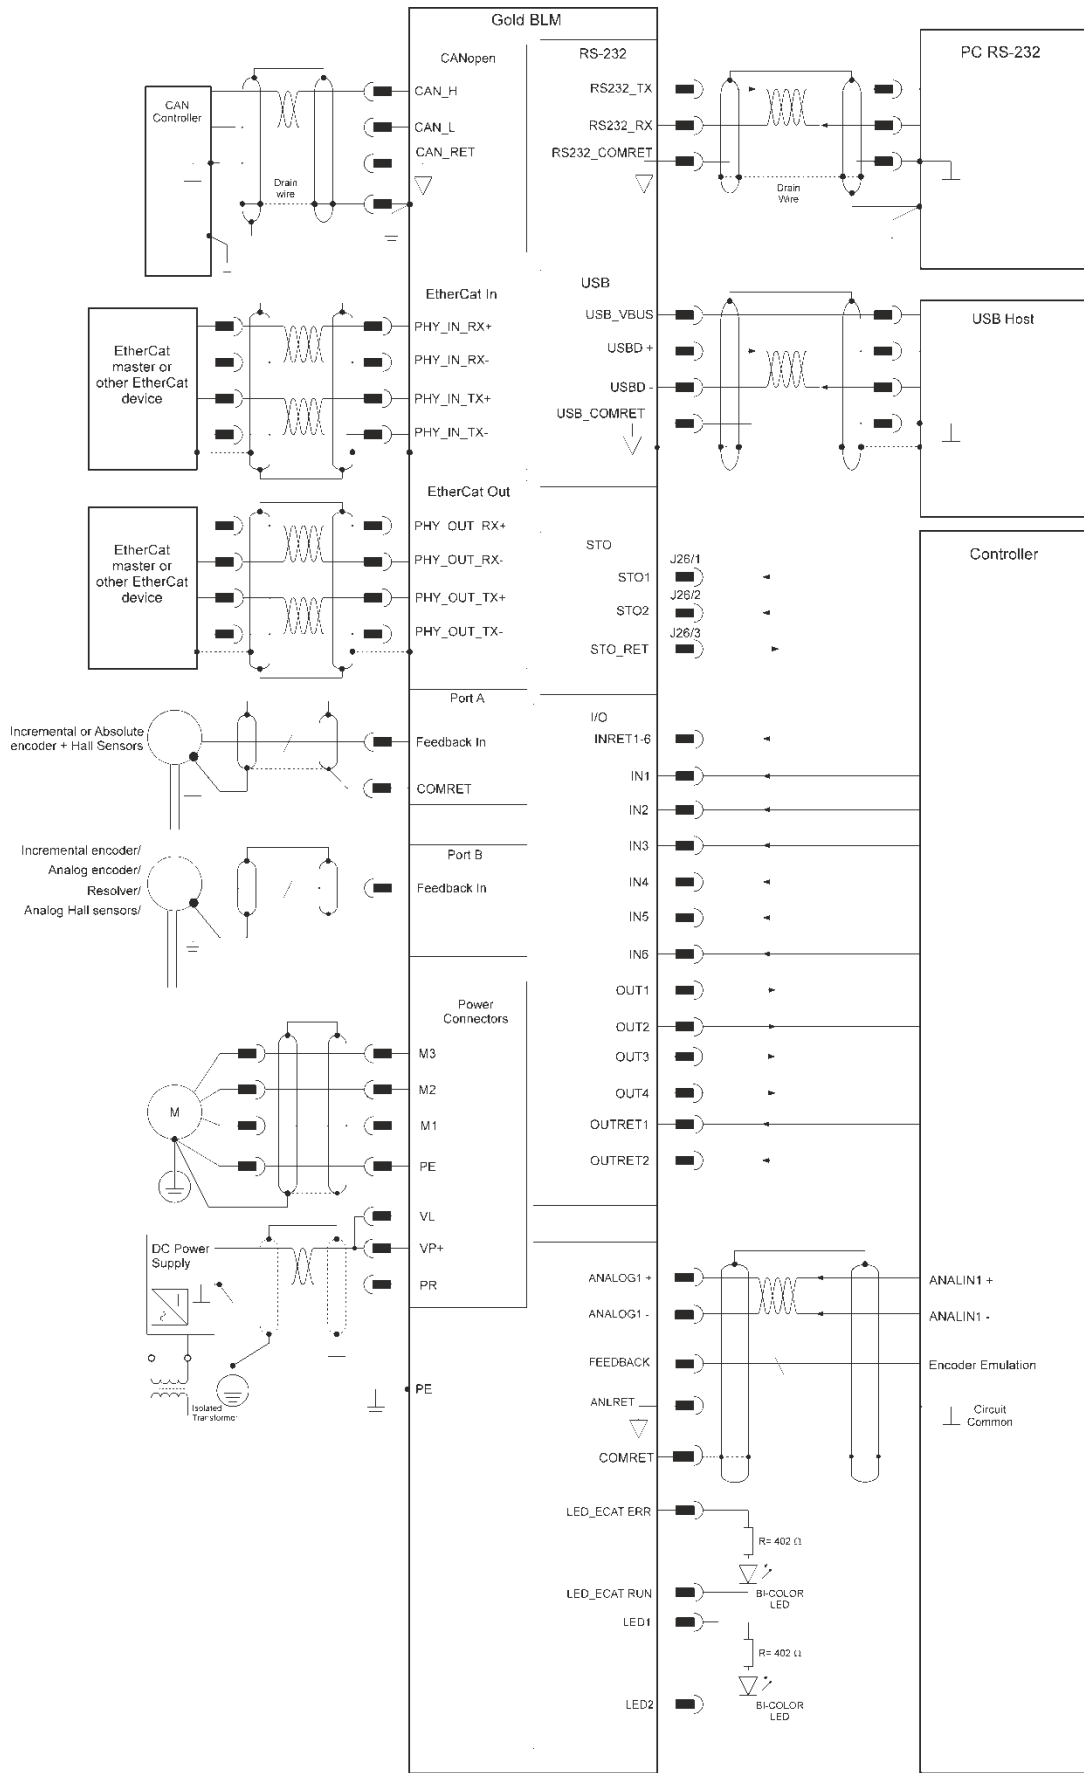 Gold BLM
CANopen
CAN
Controller
CAN_H
CAN_L
CAN_RET
Drain
wire
EtherCat In
EtherCat
master or
other EtherCat
device
PHY_IN_RX+
PHY_IN_RX-
PHY_IN_TX+
PHY_IN_TX-
EtherCat Out
EtherCat
master or
other EtherCat
device
PHY_OUT_RX+
PHY_OUT_RX-
PHY_OUT_TX+
PHY_OUT_TX-
Port A
Incremental or Absolute
encoder + Hall Sensors
Feedback In
COMRET
Port B
Incremental encoder/
Analog encoder/
Resolver/
Analog Hall sensors/
Feedback In
Power
Connectors
M
M3
M2
M1
PE
VL
VP+
PR
DC Power
Supply
Isolated
Transformer
PE
RS-232
RS232_TX
RS232_RX
RS232_COMRET
Drain
Wire
PC RS-232
USB
USB_VBUS
USBD +
USBD -
USB_COMRET
USB Host
STO
J26/1
STO1
J26/2
STO2
J26/3
STO_RET
Controller
I/O
INRET1-6
IN1
IN2
IN3
IN4
IN5
IN6
OUT1
OUT2
OUT3
OUT4
OUTRET1
OUTRET2
ANALOG1 +
ANALIN1 +
ANALOG1 -
ANALIN1 -
FEEDBACK
Encoder Emulation
ANLRET
Circuit
Common
COMRET
LED_ECAT ERR
R= 402 Ω
LED_ECAT RUN
BI-COLOR
LED
LED1
R= 402 Ω
LED2
BI-COLOR
LED